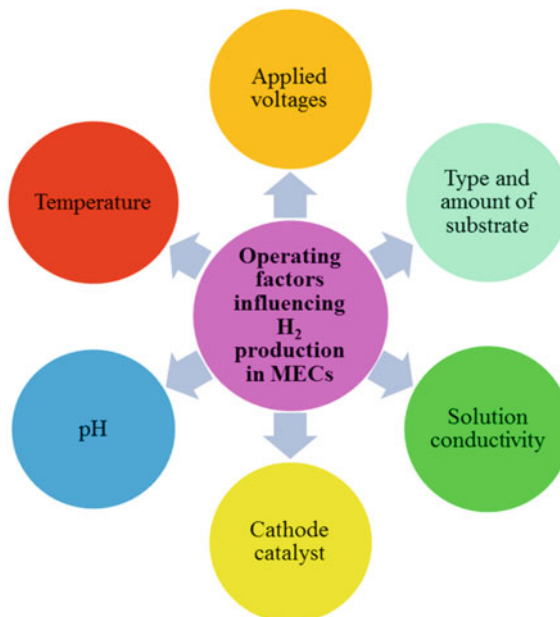 Applied
voltages
Type and
amount of
substrate
Solution
conductivity
Cathode
catalyst
pH
Temperature
Operating
factors
influencing
H₂
production
in MECs